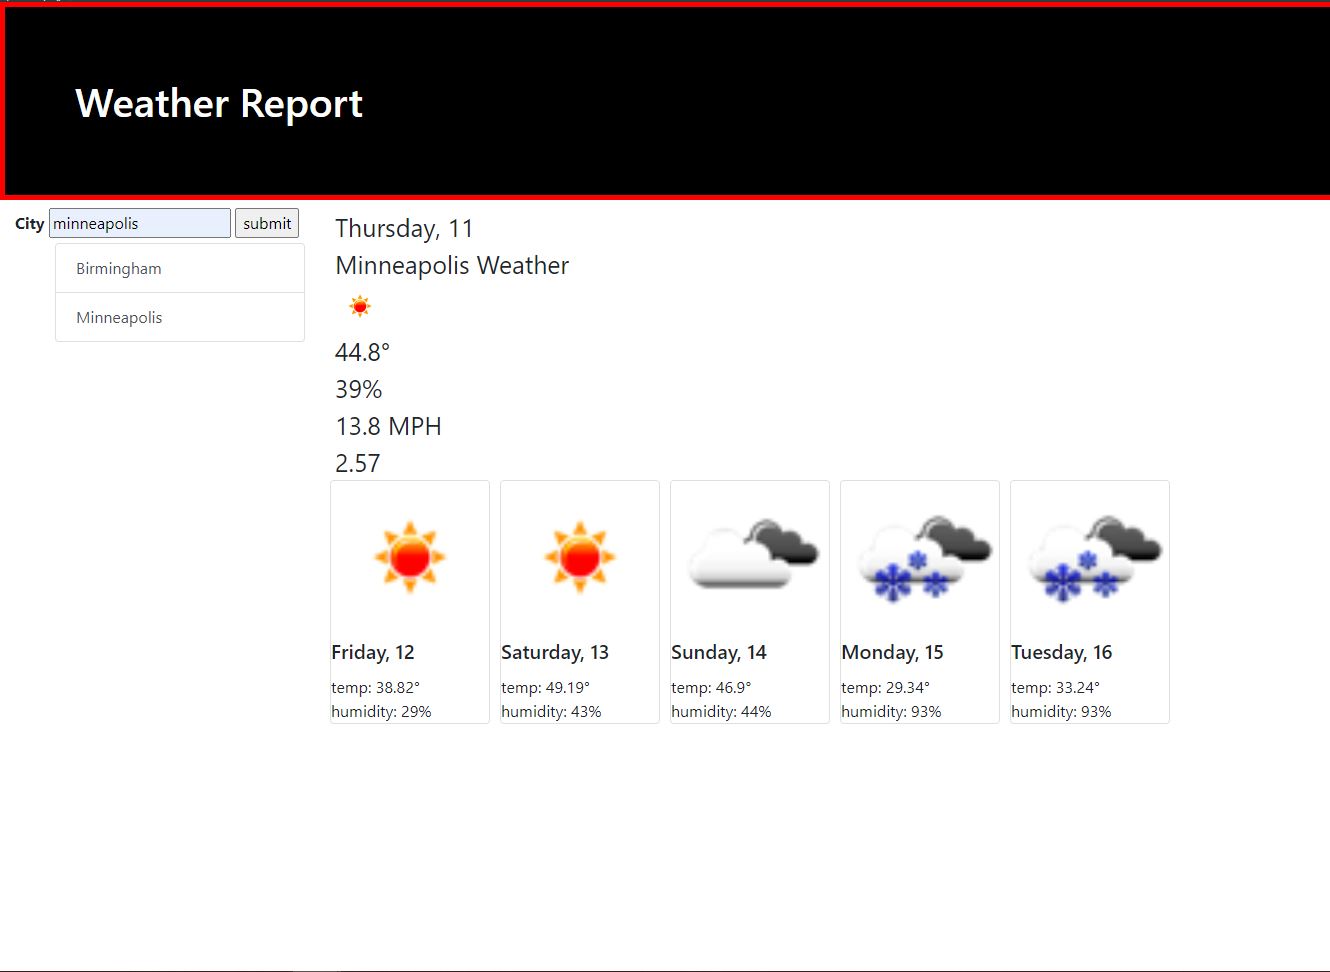 Weather Report
City minneapolis submit
Birmingham
Minneapolis
Thursday, 11
Minneapolis Weather
44.8°
39%
13.8 MPH
2.57
Friday, 12
temp: 38.82°
humidity: 29%
Saturday, 13
temp: 49.19°
humidity: 43%
Sunday, 14
temp: 46.9°
humidity: 44%
Monday, 15
temp: 29.34°
humidity: 93%
Tuesday, 16
temp: 33.24°
humidity: 93%